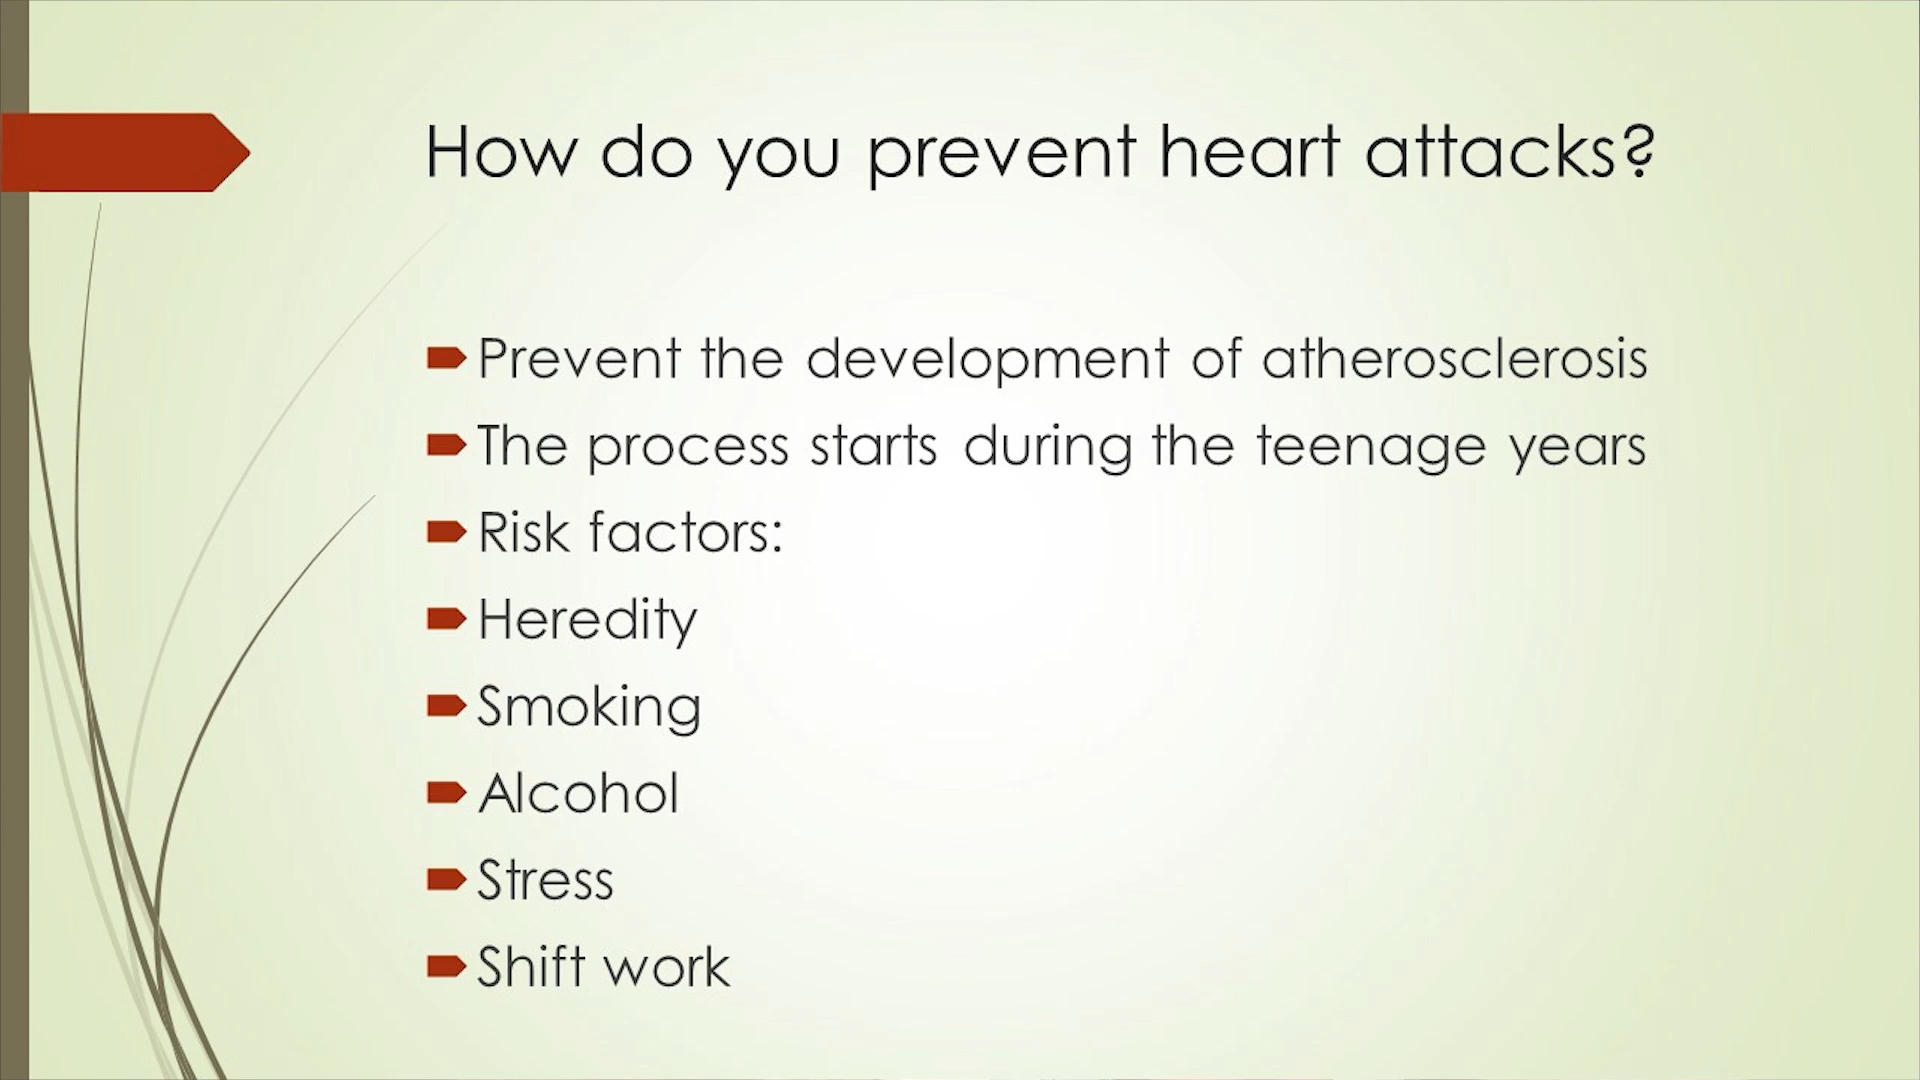 How do you prevent heart attacks?
Prevent the development of atherosclerosis
The process starts during the teenage years
Risk factors:
Heredity
Smoking
Alcohol
Stress
Shift work